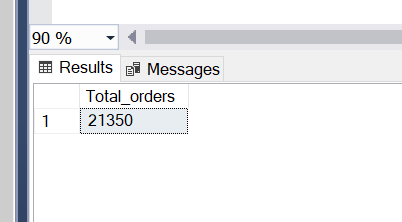 90 %
Results Messages
Total_orders
1 21350